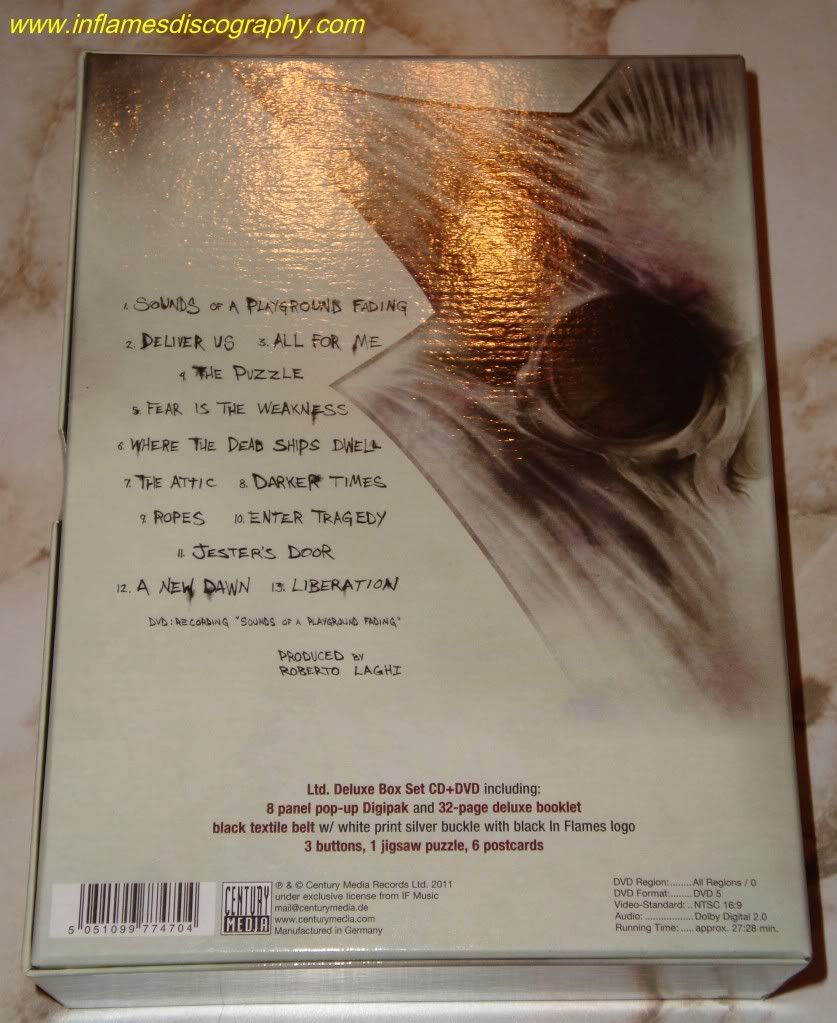 www.inflamesdiscography.com
1. SOUNDS OF A PLAYGROUND FADING
2. DELIVER US 3. ALL FOR ME
4. THE PUZZLE
5. FEAR IS THE WEAKNESS
6. WHERE THE DEAD SHIPS DWELL
7. THE ATTIC 8. DARKER TIMES
9. ROPES 10. ENTER TRAGEDY
11. JESTER'S DOOR
12. A NEW DAWN 13. LIBERATION
DVD: RECORDING "SOUNDS OF A PLAYGROUND FADING"
PRODUCED BY
ROBERTO LAGHI
Ltd. Deluxe Box Set CD+DVD including:
8 panel pop-up Digipak and 32-page deluxe booklet
black textile belt w/ white print silver buckle with black In Flames logo
3 buttons, 1 jigsaw puzzle, 6 postcards
5 051099 774704
CENTURY
MEDIA
℗ & © Century Media Records Ltd. 2011
under exclusive license from IF Music
mail@centurymedia.de
www.centurymedia.com
Manufactured in Germany
DVD Region:........All Regions / 0
DVD Format:.......DVD 5
Video-Standard: ..NTSC 16:9
Audio: .................Dolby Digital 2.0
Running Time: .....approx. 27:28 min.